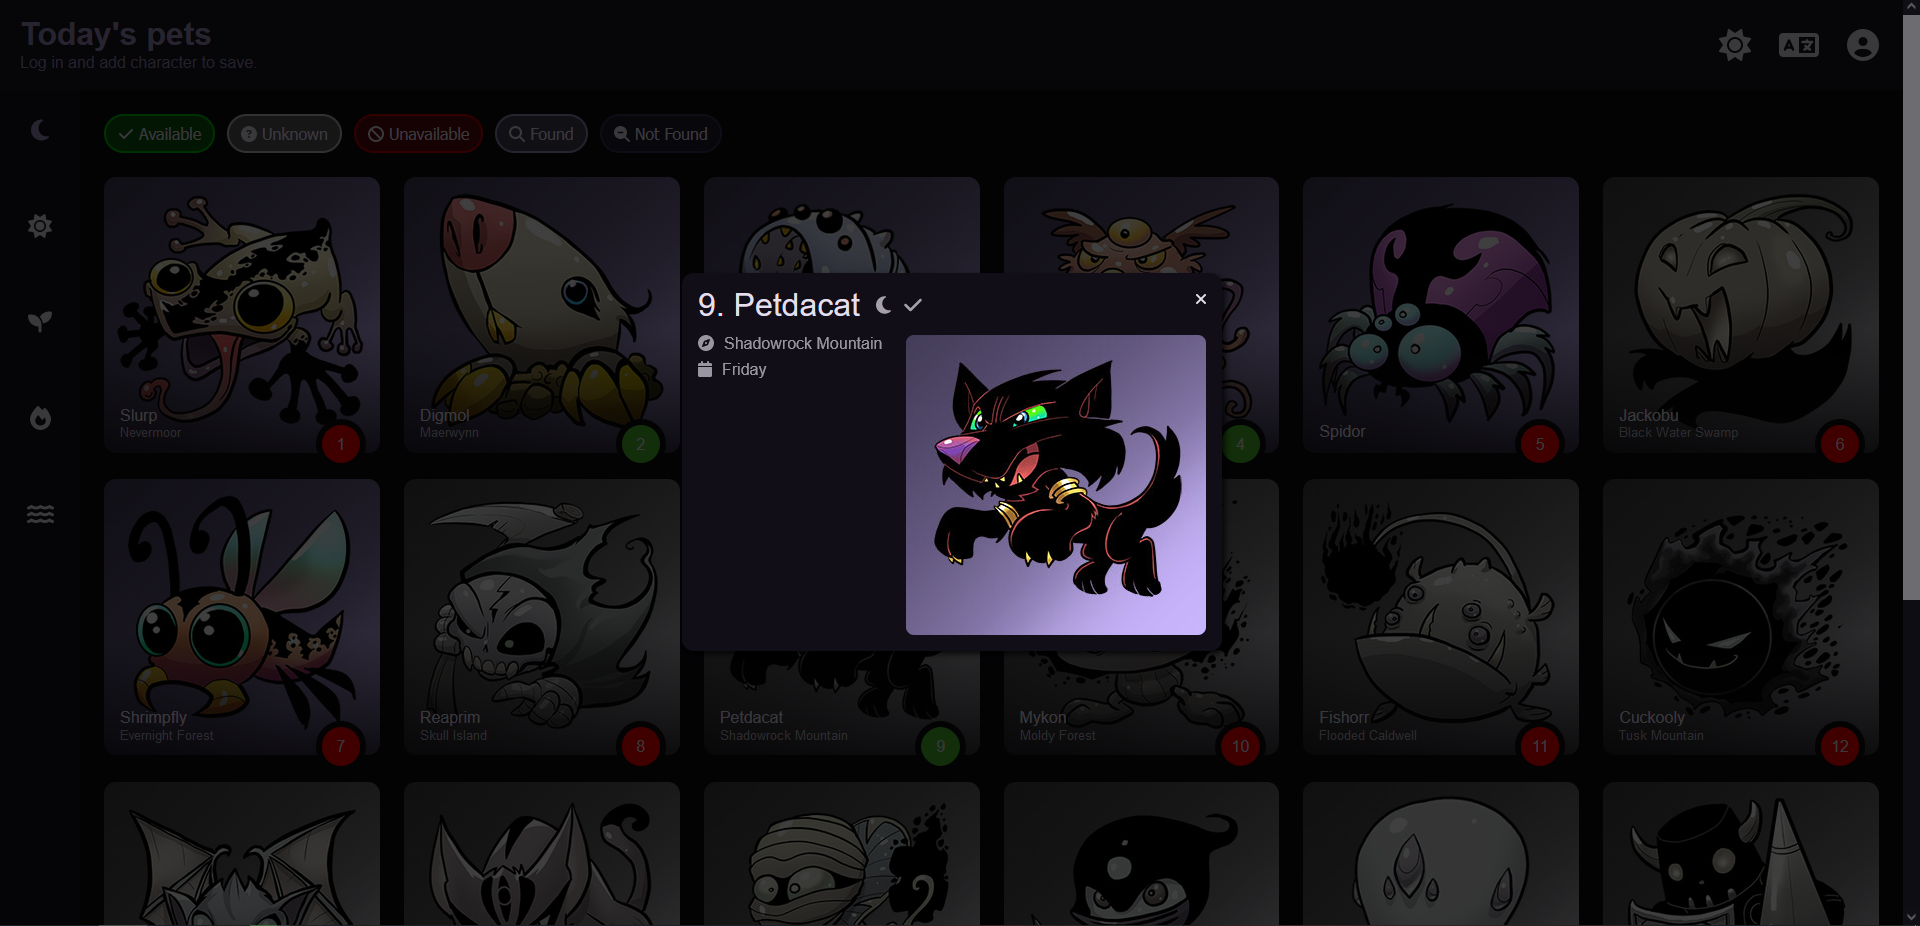 Today's pets
Log in and add character to save.
Available
Unknown
Unavailable
Found
Not Found
Slurp
Nevermoor
1
Digmol
Maerwynn
2
4
Spidor
5
Jackobu
Black Water Swamp
6
9. Petdacat
Shadowrock Mountain
Friday
Shrimpfly
Evernight Forest
7
Reaprim
Skull Island
8
Petdacat
Shadowrock Mountain
9
Mykon
Moldy Forest
10
Fishorr
Flooded Caldwell
11
Cuckooly
Tusk Mountain
12